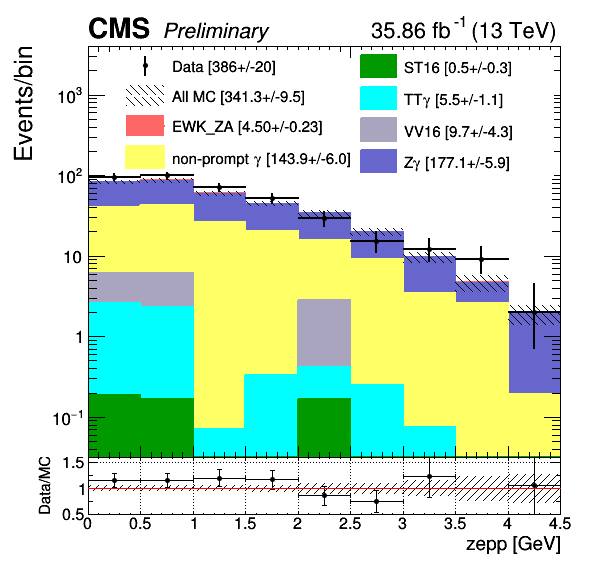 CMS Preliminary 35.86 fb⁻¹ (13 TeV)
Events/bin
Data [386+/-20]
All MC [341.3+/-9.5]
EWK_ZA [4.50+/-0.23]
non-prompt γ [143.9+/-6.0]
ST16 [0.5+/-0.3]
TTγ [5.5+/-1.1]
VV16 [9.7+/-4.3]
Zγ [177.1+/-5.9]
10³
10²
10
1
10⁻¹
Data/MC
1.5
1
0.5
0 0.5 1 1.5 2 2.5 3 3.5 4 4.5
zepp [GeV]